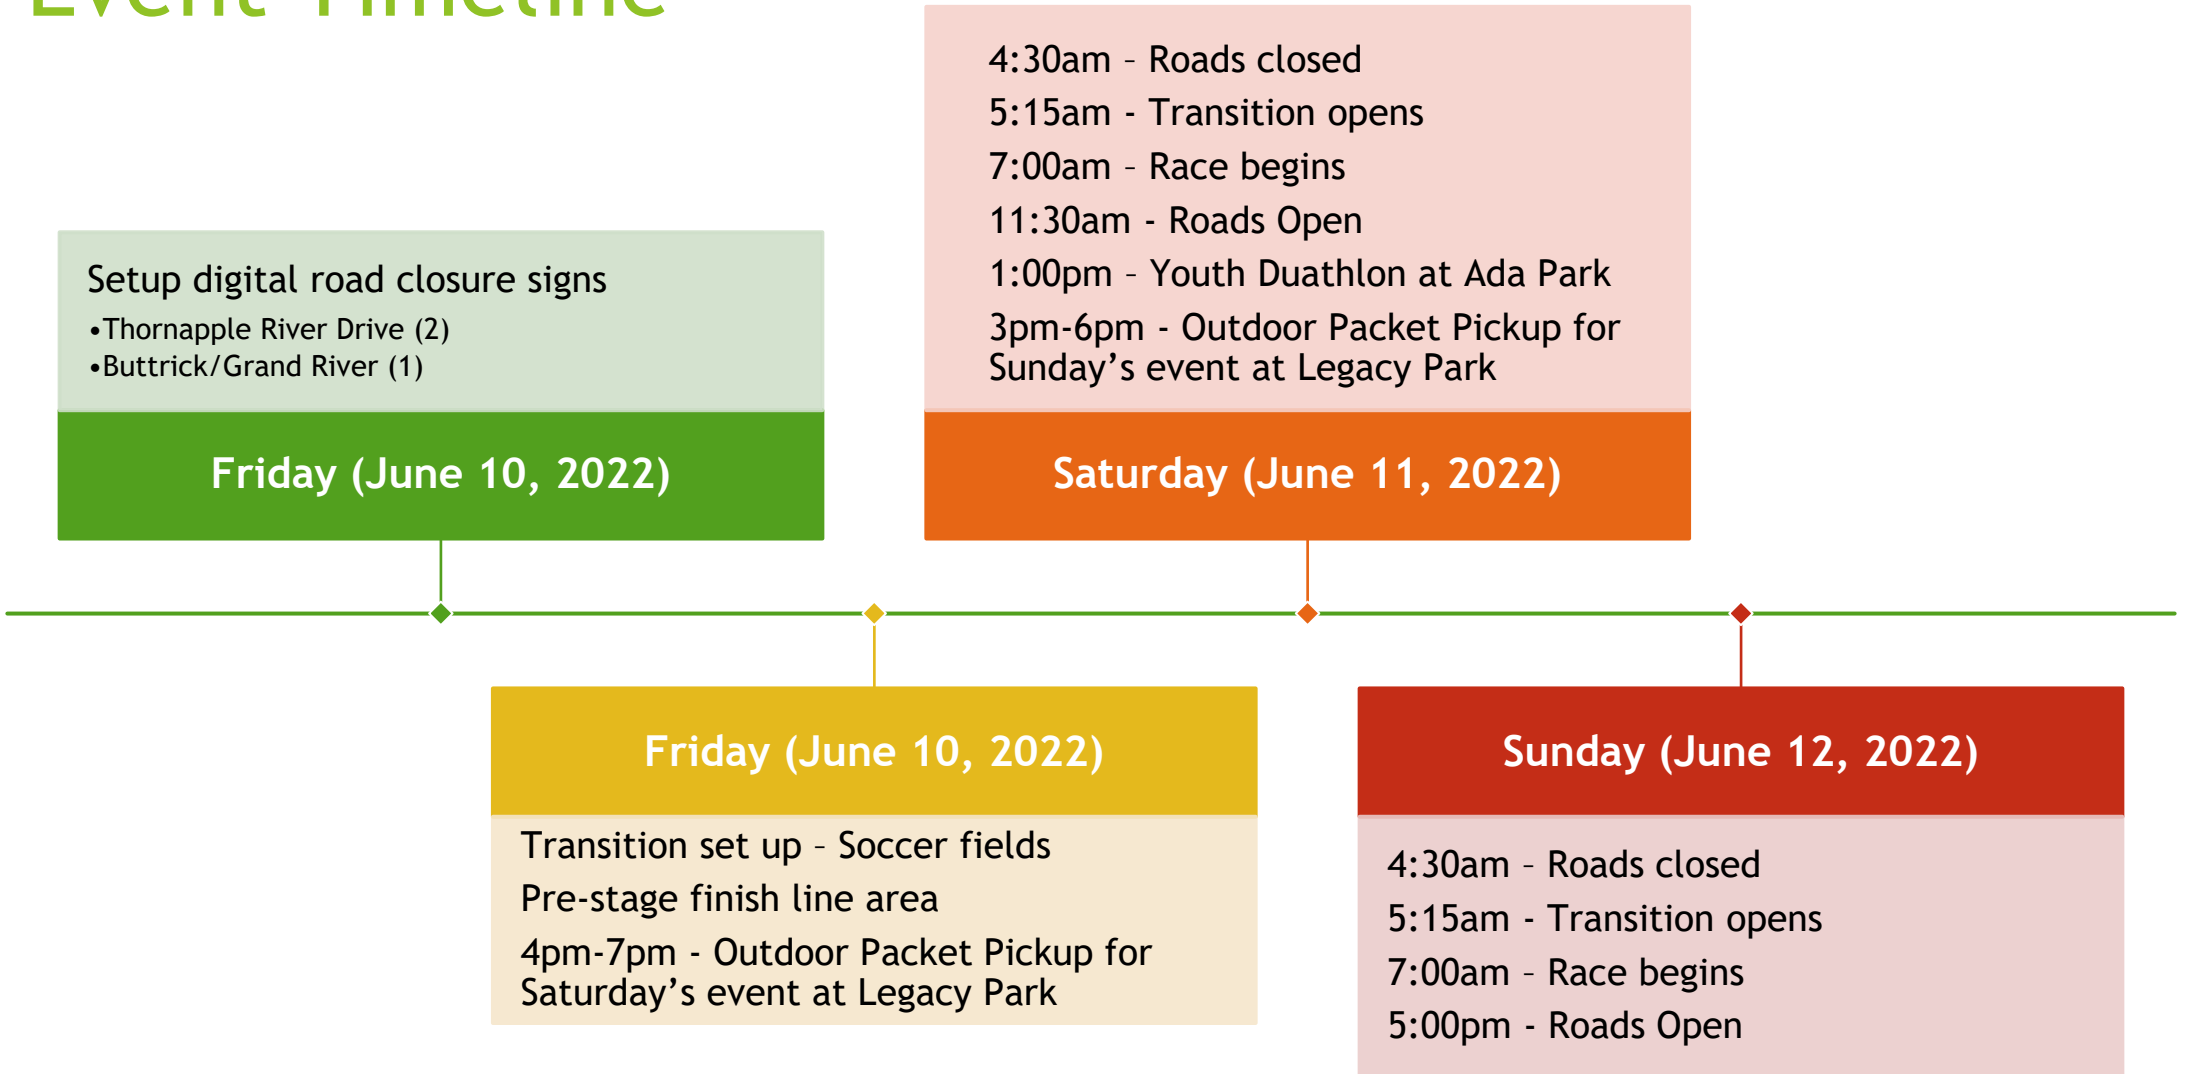 Event Timeline
Setup digital road closure signs
•Thornapple River Drive (2)
•Buttrick/Grand River (1)
Friday (June 10, 2022)
Transition set up – Soccer fields
Pre-stage finish line area
4pm-7pm - Outdoor Packet Pickup for
Saturday’s event at Legacy Park
Friday (June 10, 2022)
4:30am – Roads closed
5:15am - Transition opens
7:00am – Race begins
11:30am - Roads Open
1:00pm – Youth Duathlon at Ada Park
3pm-6pm - Outdoor Packet Pickup for
Sunday’s event at Legacy Park
Saturday (June 11, 2022)
Sunday (June 12, 2022)
4:30am – Roads closed
5:15am - Transition opens
7:00am – Race begins
5:00pm - Roads Open